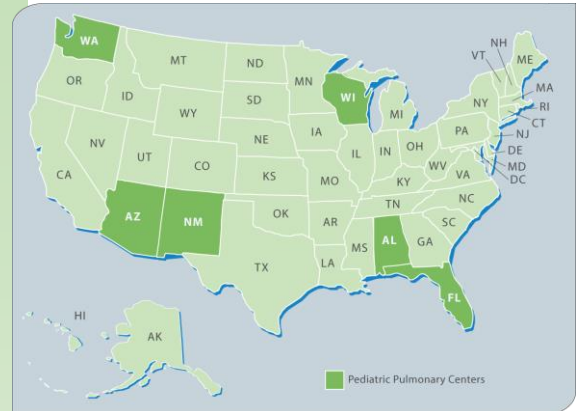 WA
MT
ND
MN
OR
ID
WY
SD
WI
MI
NH
VT
ME
NY
MA
RI
CT
NJ
PA
DE
MD
DC
NV
UT
CO
NE
IA
IL
IN
OH
WV
VA
KY
CA
KS
MO
AZ
NM
OK
AR
TN
NC
SC
TX
LA
MS
AL
GA
FL
HI
AK
Pediatric Pulmonary Centers